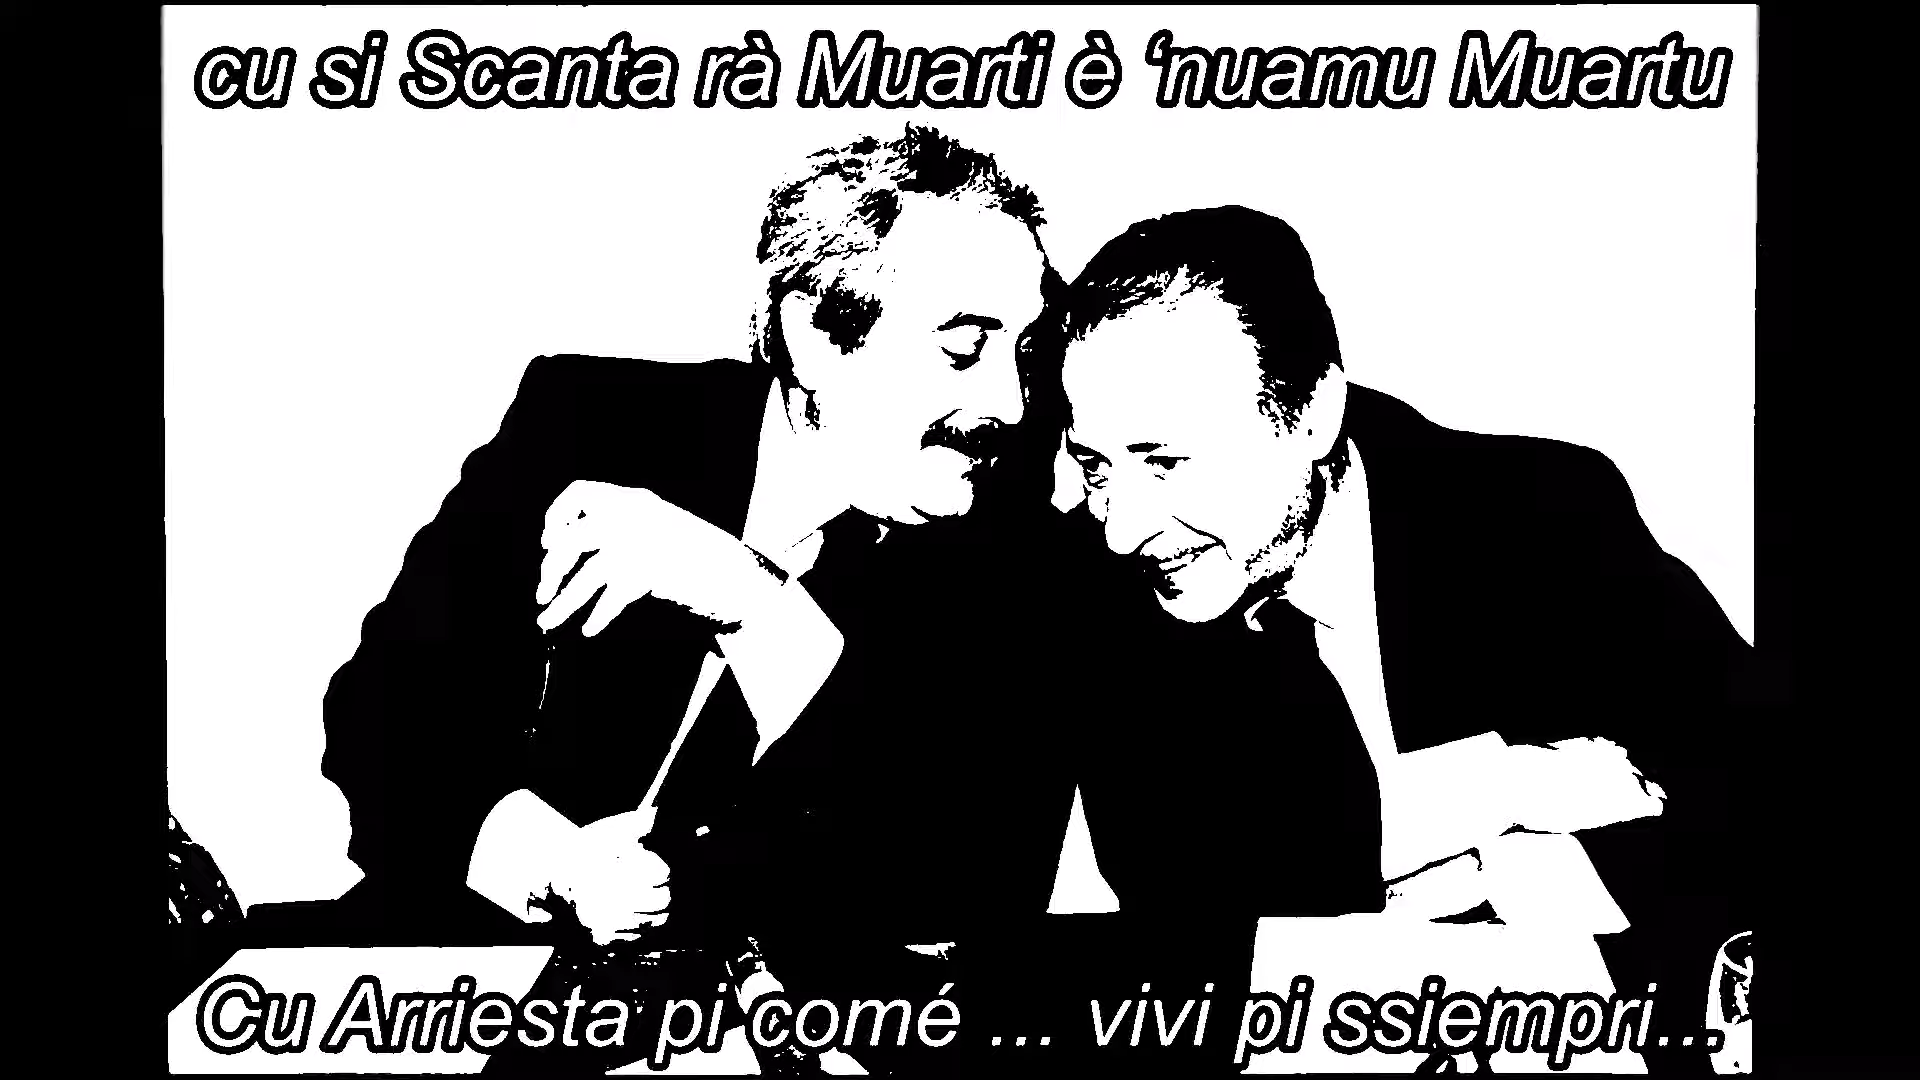 cu si Scanta rà Muarti è ‘nuamu Muartu
Cu Arriesta pi comé ... vivi pi ssiempri...